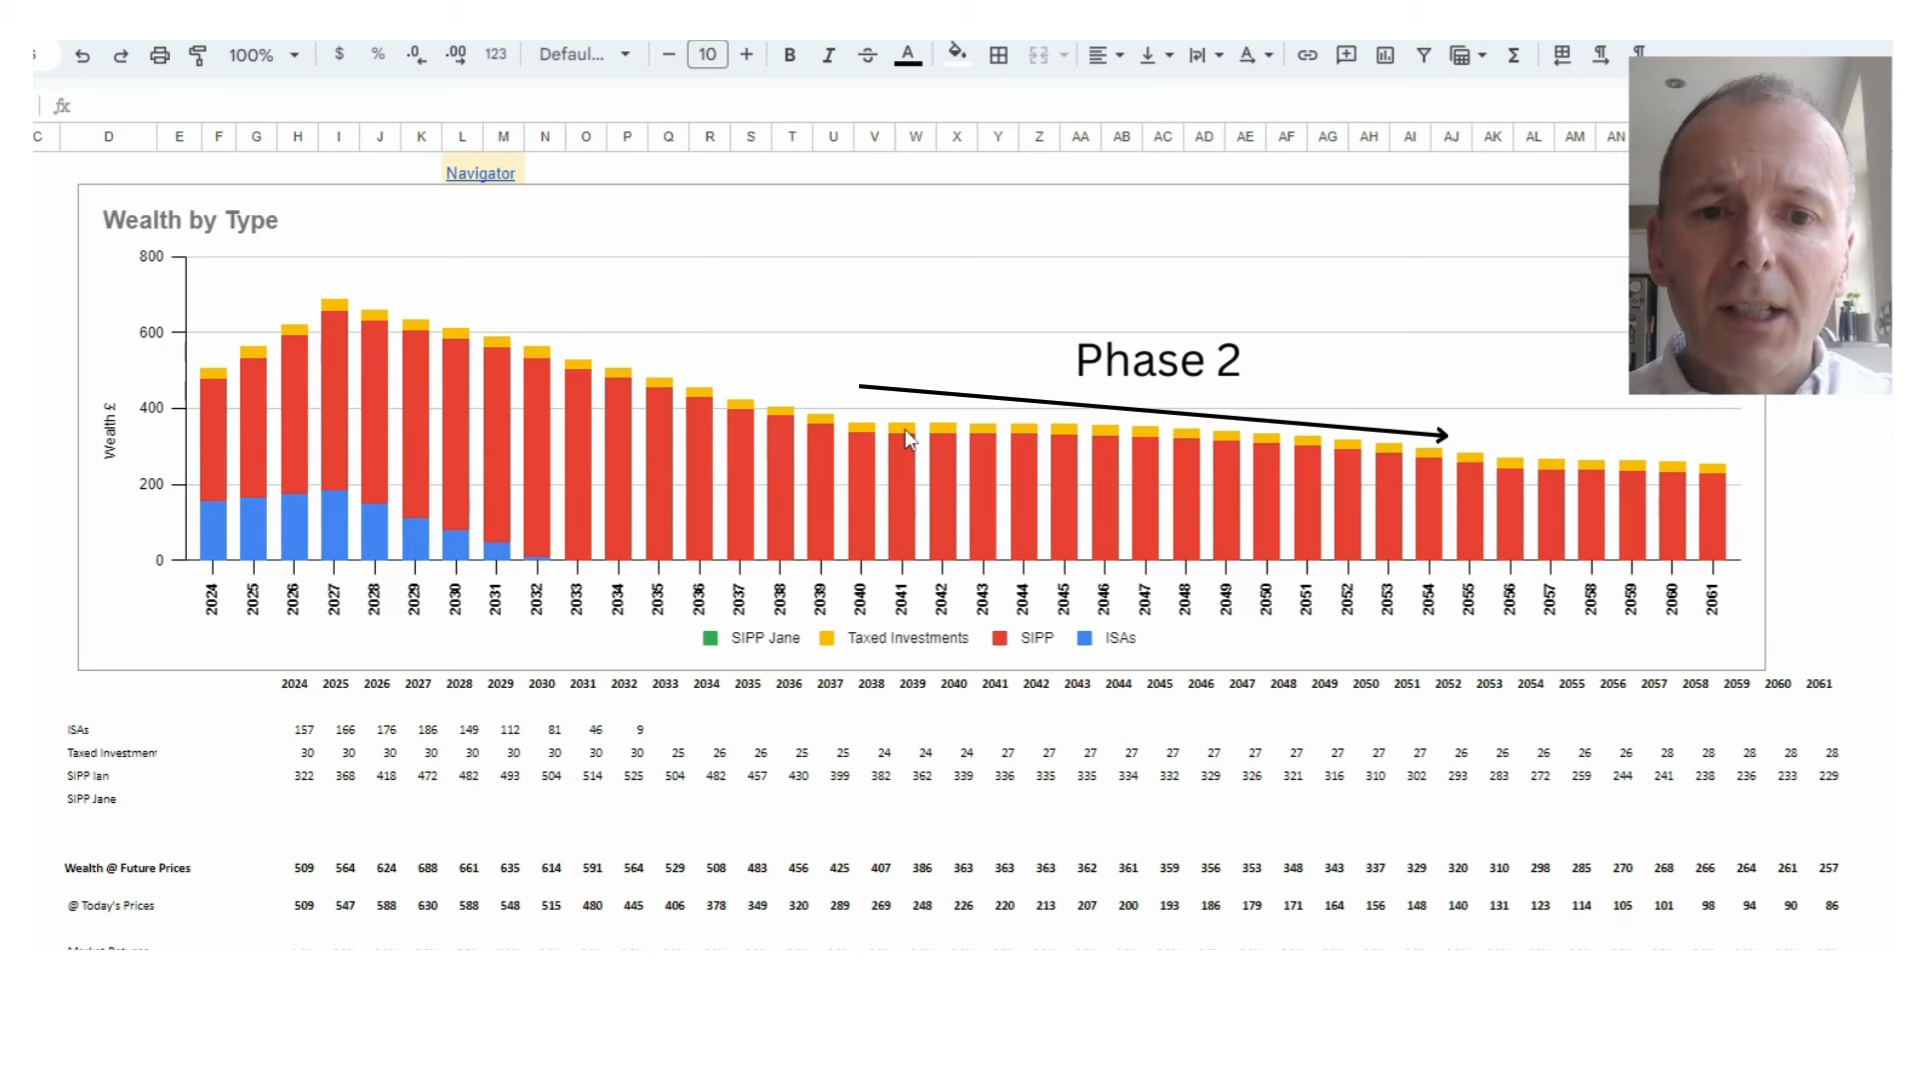 100% $ % .0 .00 123 Defaul... 10 B I A
fx
C D E F G H I J K L M N O P Q R S T U V W X Y Z AA AB AC AD AE AF AG AH AI AJ AK AL AM AN
Navigator
Wealth by Type
800
600
400
200
0
Wealth £
Phase 2
2024 2025 2026 2027 2028 2029 2030 2031 2032 2033 2034 2035 2036 2037 2038 2039 2040 2041 2042 2043 2044 2045 2046 2047 2048 2049 2050 2051 2052 2053 2054 2055 2056 2057 2058 2059 2060 2061
SIPP Jane Taxed Investments SIPP ISAs
2024 2025 2026 2027 2028 2029 2030 2031 2032 2033 2034 2035 2036 2037 2038 2039 2040 2041 2042 2043 2044 2045 2046 2047 2048 2049 2050 2051 2052 2053 2054 2055 2056 2057 2058 2059 2060 2061
ISAs 157 166 176 186 149 112 81 46 9
Taxed Investment 30 30 30 30 30 30 30 30 30 25 26 26 25 25 24 24 24 27 27 27 27 27 27 27 27 27 27 27 26 26 26 26 26 28 28 28 28 28
SIPP Ian 322 368 418 472 482 493 504 514 525 504 482 457 430 399 382 362 339 336 335 335 334 332 329 326 321 316 310 302 293 283 272 259 244 241 238 236 233 229
SIPP Jane
Wealth @ Future Prices 509 564 624 688 661 635 614 591 564 529 508 483 456 425 407 386 363 363 363 362 361 359 356 353 348 343 337 329 320 310 298 285 270 268 266 264 261 257
@ Today's Prices 509 547 588 630 588 548 515 480 445 406 378 349 320 289 269 248 226 220 213 207 200 193 186 179 171 164 156 148 140 131 123 114 105 101 98 94 90 86